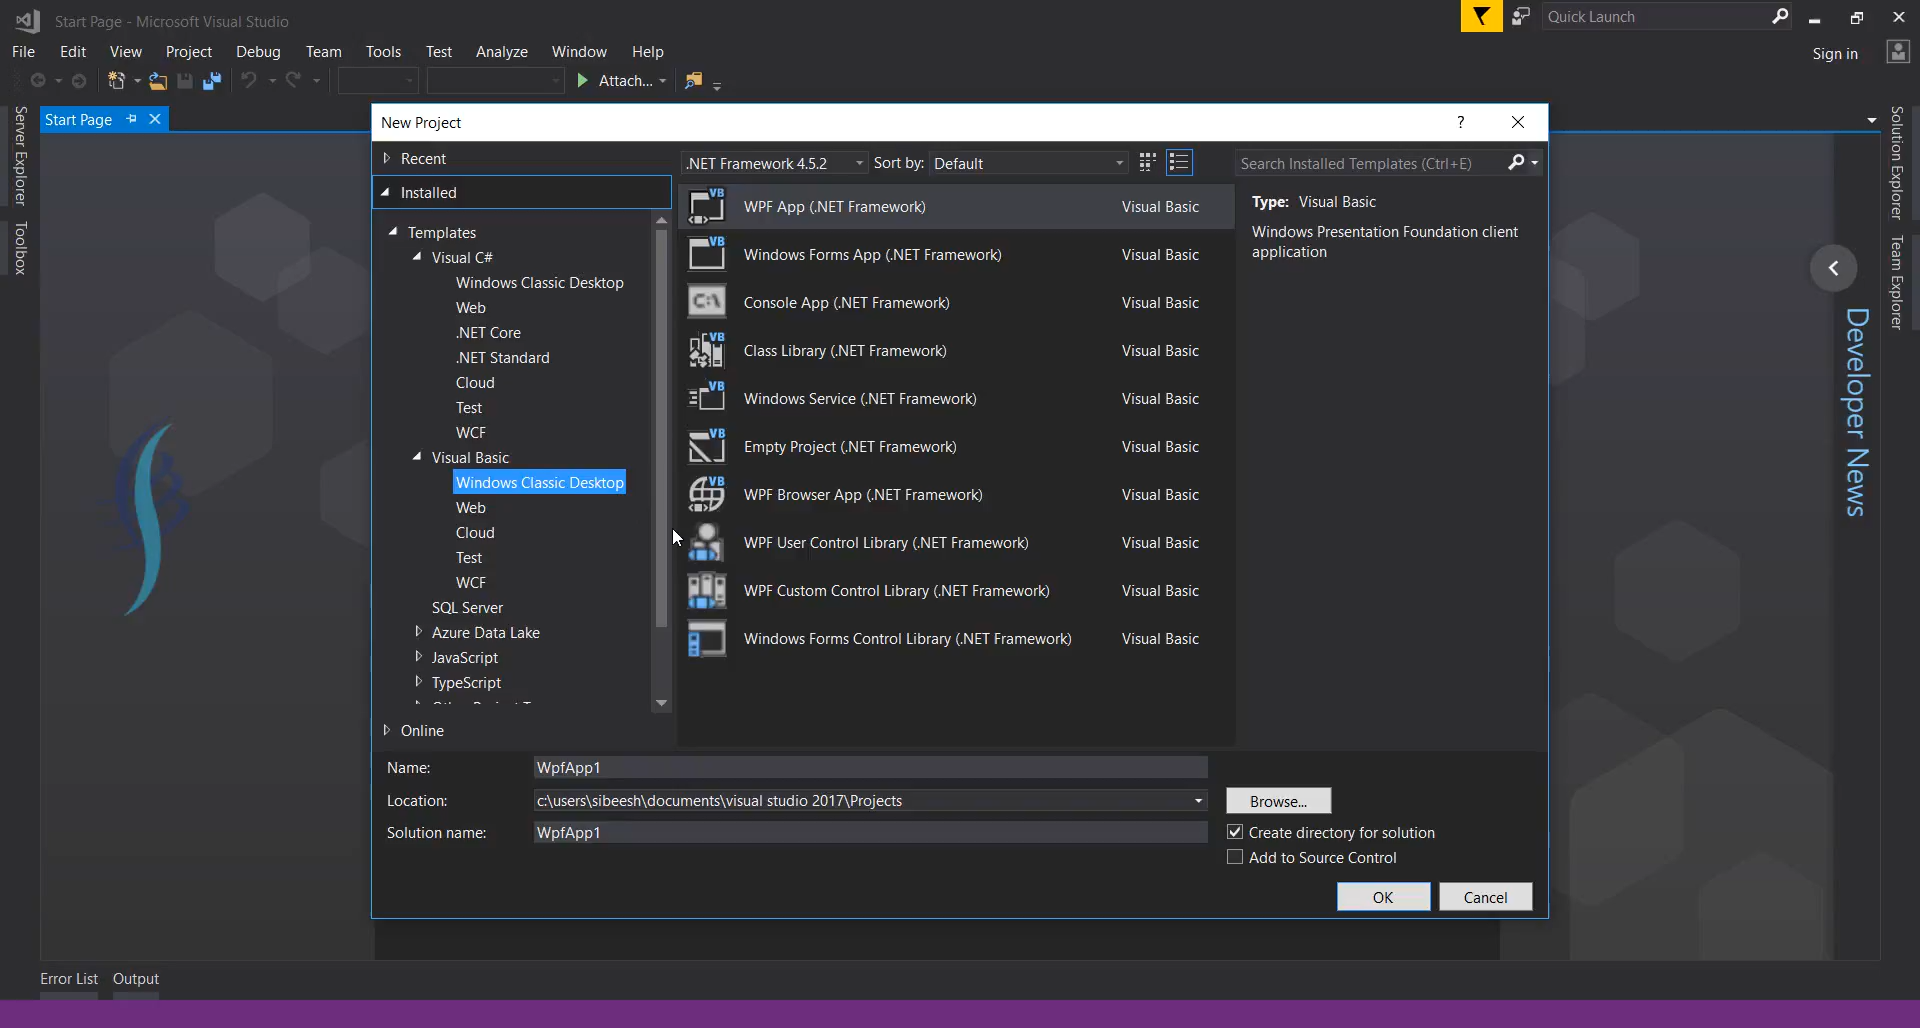 Start Page - Microsoft Visual Studio
Quick Launch
File Edit View Project Debug Team Tools Test Analyze Window Help
Sign in
Attach...
Start Page
Server Explorer
Toolbox
Solution Explorer
Team Explorer
Developer News
New Project
?
Recent
Installed
.NET Framework 4.5.2
Sort by: Default
Search Installed Templates (Ctrl+E)
Templates
Visual C#
Windows Classic Desktop
Web
.NET Core
.NET Standard
Cloud
Test
WCF
Visual Basic
Windows Classic Desktop
Web
Cloud
Test
WCF
SQL Server
Azure Data Lake
JavaScript
TypeScript
Online
VB WPF App (.NET Framework) Visual Basic
VB Windows Forms App (.NET Framework) Visual Basic
C:\ Console App (.NET Framework) Visual Basic
VB Class Library (.NET Framework) Visual Basic
VB Windows Service (.NET Framework) Visual Basic
VB Empty Project (.NET Framework) Visual Basic
VB WPF Browser App (.NET Framework) Visual Basic
WPF User Control Library (.NET Framework) Visual Basic
WPF Custom Control Library (.NET Framework) Visual Basic
Windows Forms Control Library (.NET Framework) Visual Basic
Type: Visual Basic
Windows Presentation Foundation client
application
Name: WpfApp1
Location: c:\users\sibeesh\documents\visual studio 2017\Projects
Browse...
Solution name: WpfApp1
Create directory for solution
Add to Source Control
OK Cancel
Error List Output